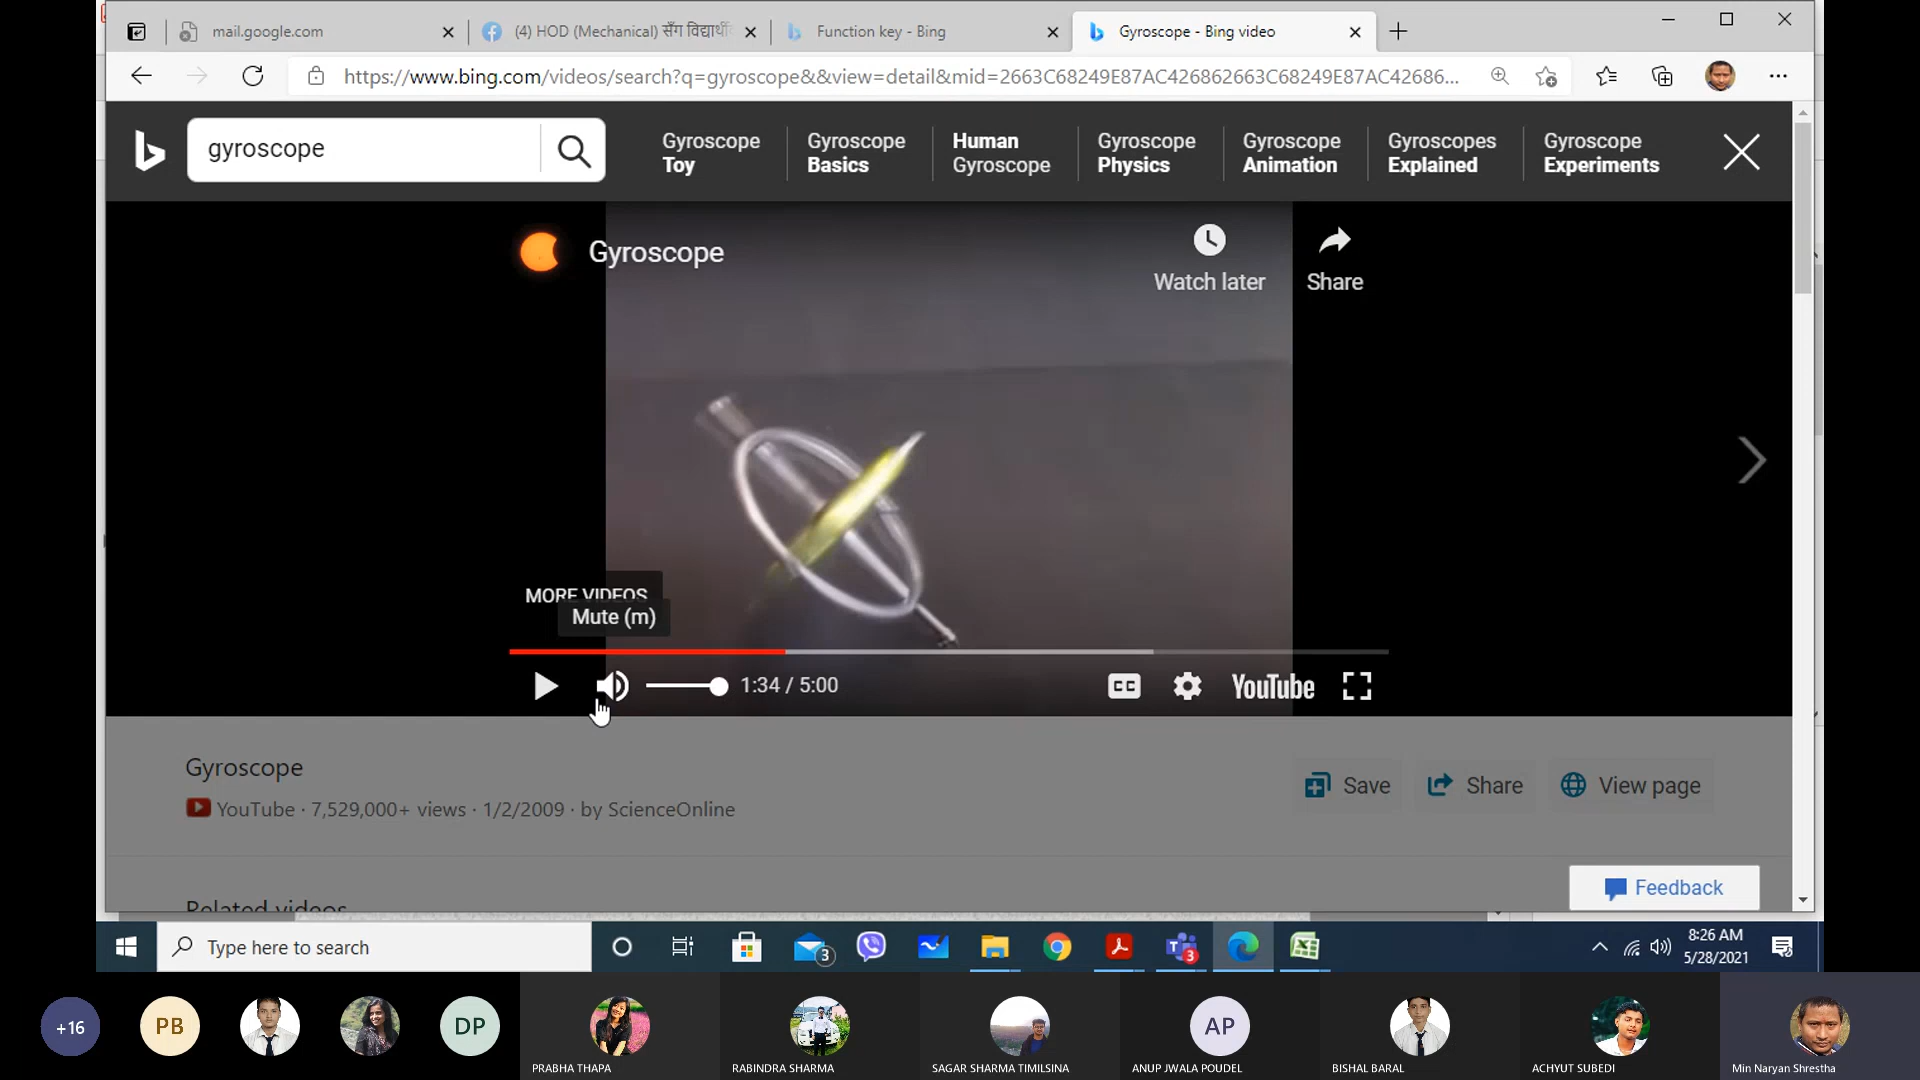 mail.google.com
(4) HOD (Mechanical) सँग विद्यार्थी
Function key - Bing
Gyroscope - Bing video
https://www.bing.com/videos/search?q=gyroscope&&view=detail&mid=2663C68249E87AC426862663C68249E87AC42686...
gyroscope
Gyroscope Toy
Gyroscope Basics
Human Gyroscope
Gyroscope Physics
Gyroscope Animation
Gyroscopes Explained
Gyroscope Experiments
Gyroscope
Watch later
Share
MORE VIDEOS
Mute (m)
1:34 / 5:00
CC
YouTube
Gyroscope
YouTube · 7,529,000+ views · 1/2/2009 · by ScienceOnline
Save
Share
View page
Related videos
Feedback
Type here to search
3
3
8:26 AM
5/28/2021
+16
PB
DP
AP
PRABHA THAPA
RABINDRA SHARMA
SAGAR SHARMA TIMILSINA
ANUP JWALA POUDEL
BISHAL BARAL
ACHYUT SUBEDI
Min Naryan Shrestha